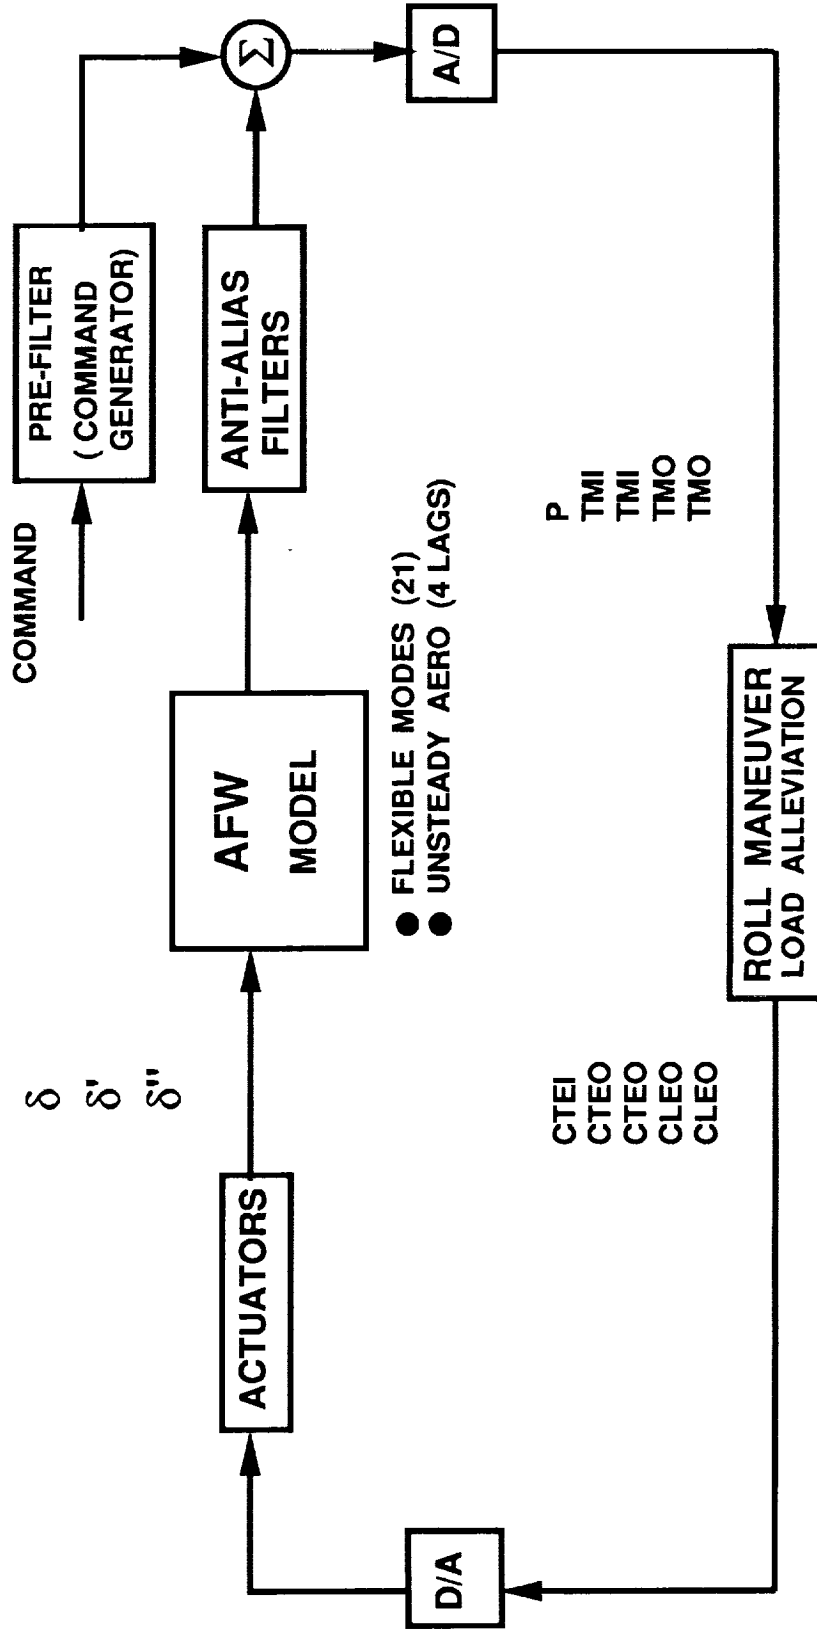 COMMAND
PRE-FILTER
( COMMAND
GENERATOR)
Σ
δ
δ'
δ''
ACTUATORS
AFW
MODEL
ANTI-ALIAS
FILTERS
● FLEXIBLE MODES (21)
● UNSTEADY AERO (4 LAGS)
D/A
A/D
CTEI
CTEO
CTEO
CLEO
CLEO
P
TMI
TMI
TMO
TMO
ROLL MANEUVER
LOAD ALLEVIATION